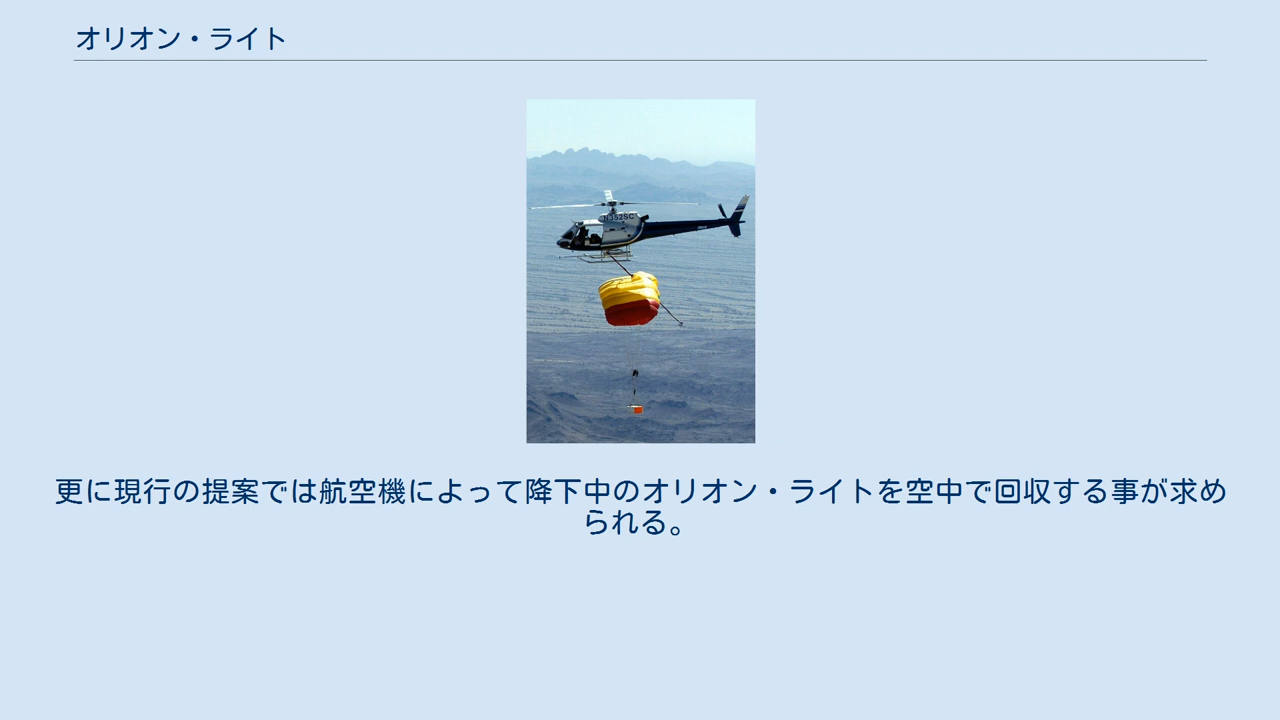 オリオン・ライト
N352SC
更に現行の提案では航空機によって降下中のオリオン・ライトを空中で回収する事が求め
られる。